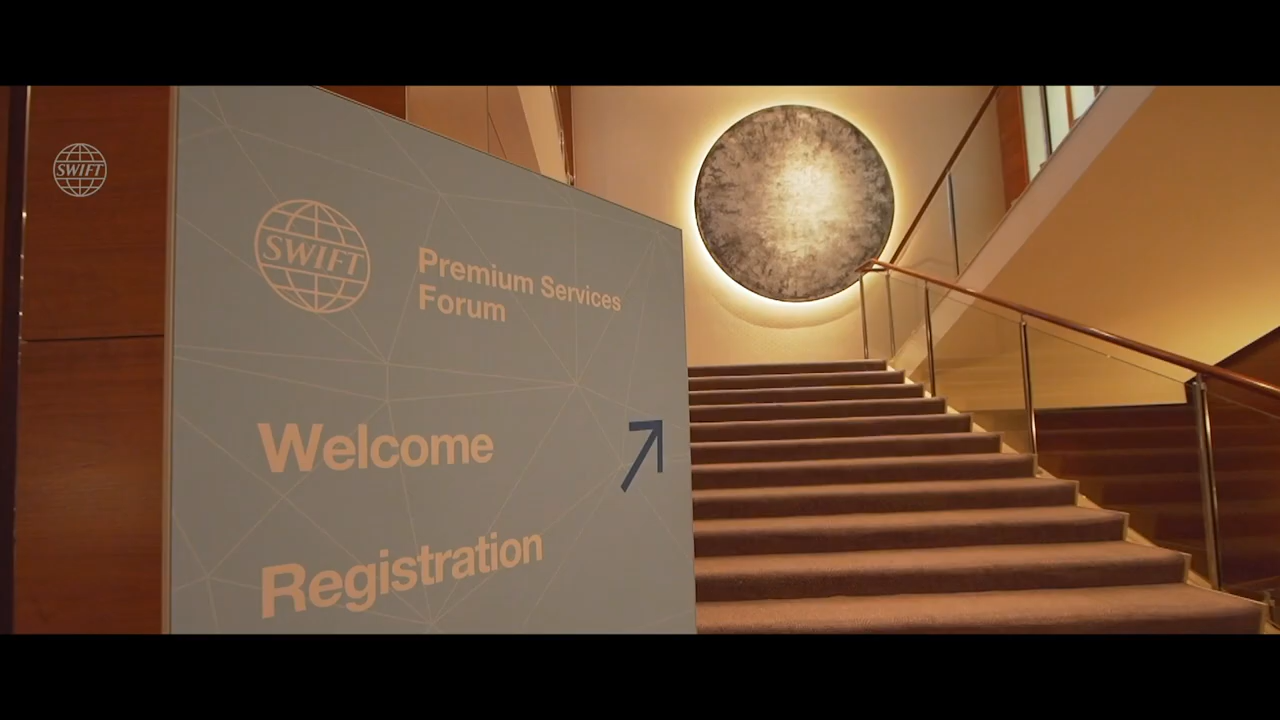 SWIFT
SWIFT
Premium Services
Forum
Welcome
Registration